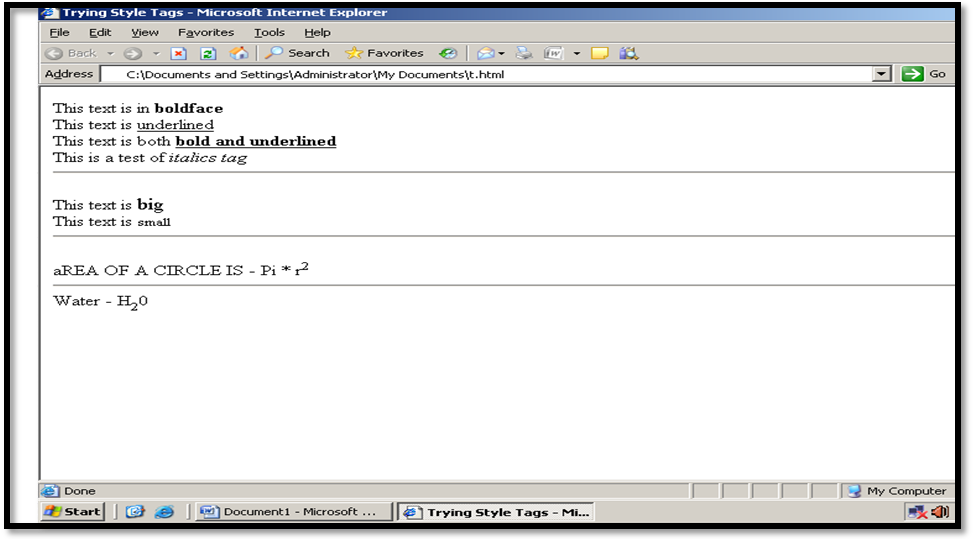 Trying Style Tags - Microsoft Internet Explorer
File Edit View Favorites Tools Help
Back Search Favorites
Address C:\Documents and Settings\Administrator\My Documents\t.html Go
This text is in boldface
This text is underlined
This text is both bold and underlined
This is a test of italics tag
This text is big
This text is small
aREA OF A CIRCLE IS - Pi * r²
Water - H₂0
Done My Computer
Start Document1 - Microsoft ... Trying Style Tags - Mi...